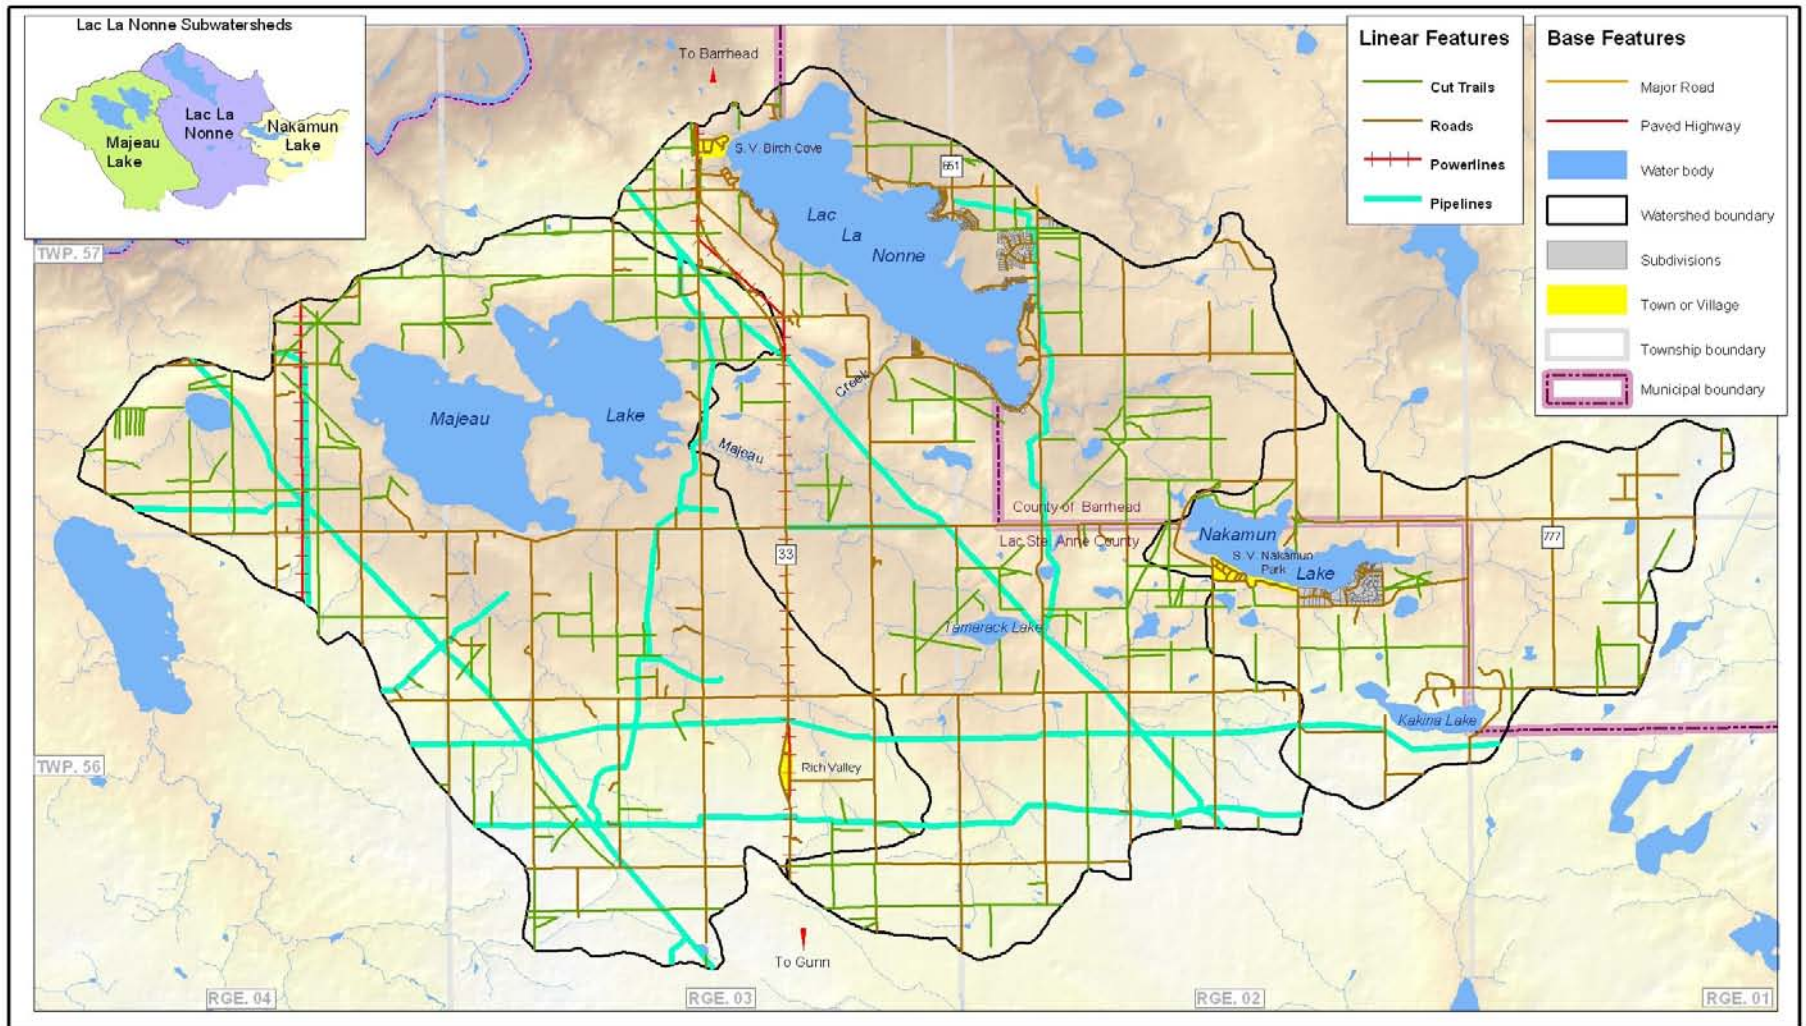 Lac La Nonne Subwatersheds
Lac La
Nonne
Nakamun
Lake
Majeau
Lake
To Barrhead
Linear Features
Cut Trails
Roads
Powerlines
Pipelines
Base Features
Major Road
Paved Highway
Water body
Watershed boundary
Subdivisions
Town or Village
Township boundary
Municipal boundary
S. V. Birch Cove
651
Lac
La
Nonne
TWP. 57
Majeau
Lake
Creek
Majeau
County of Barrhead
Lac Ste. Anne County
33
777
Nakamun
S. V. Nakamun
Park
Lake
Tamarack Lake
Kakina Lake
TWP. 56
Rich Valley
To Gunn
RGE. 04
RGE. 03
RGE. 02
RGE. 01